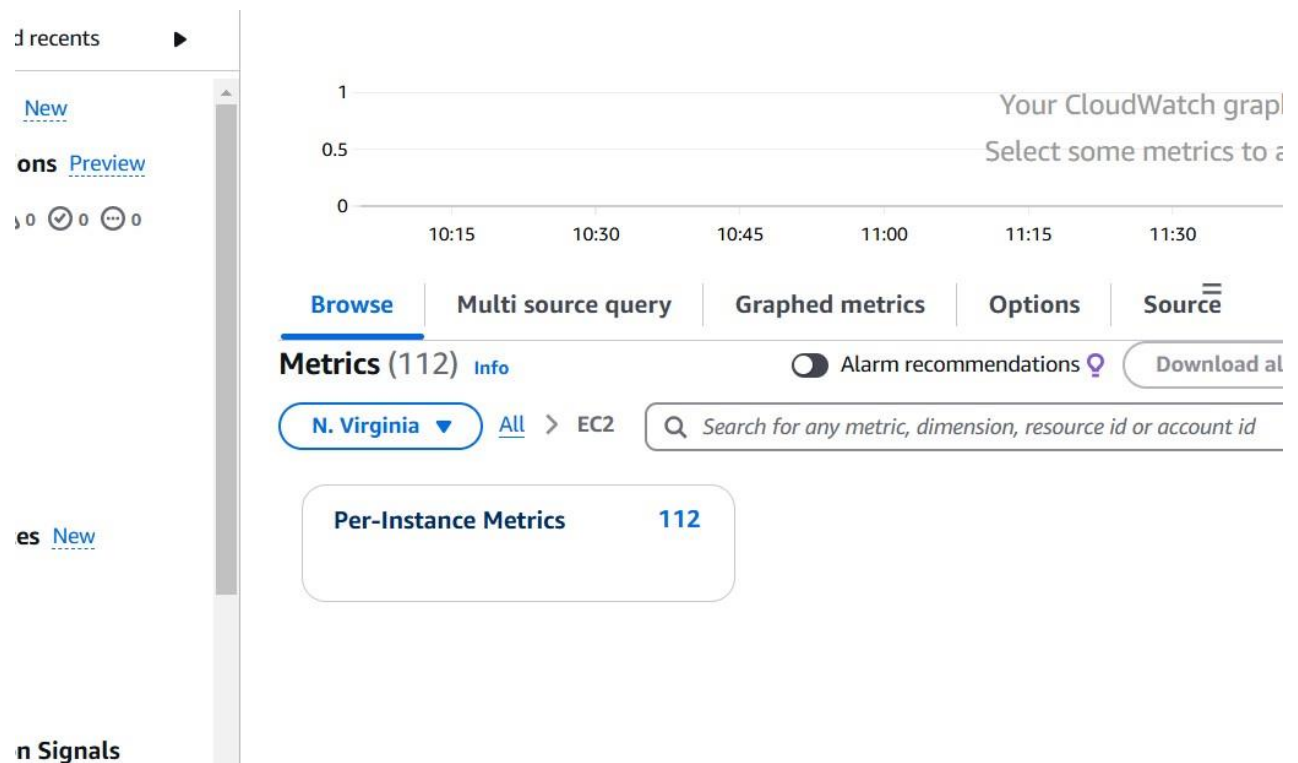 d recents
New
ons Preview
0 0 0
es New
n Signals
1
0.5
0
Your CloudWatch grap
Select some metrics to a
10:15 10:30 10:45 11:00 11:15 11:30
Browse Multi source query Graphed metrics Options Source
Metrics (112) Info Alarm recommendations Download al
N. Virginia All > EC2 Search for any metric, dimension, resource id or account id
Per-Instance Metrics 112